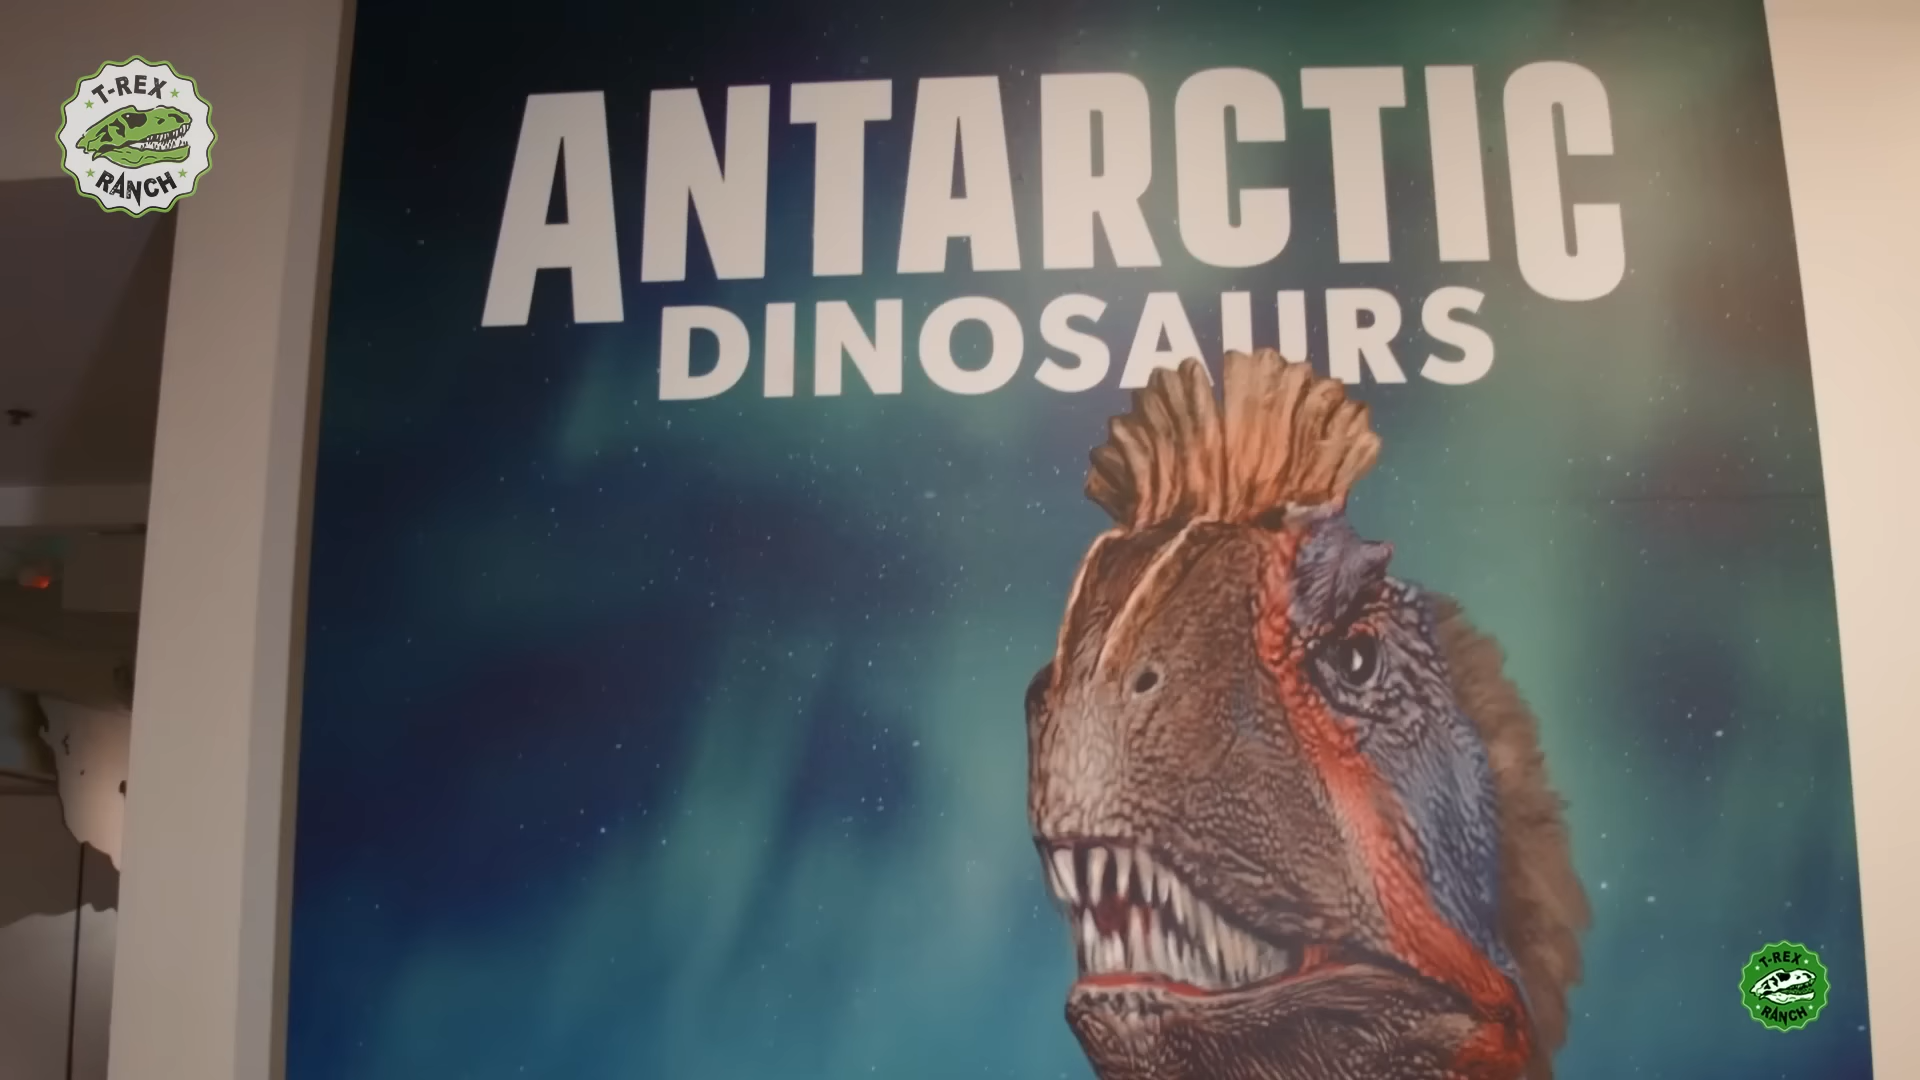 T-REX
RANCH
ANTARCTIC
DINOSAURS
T-REX
RANCH